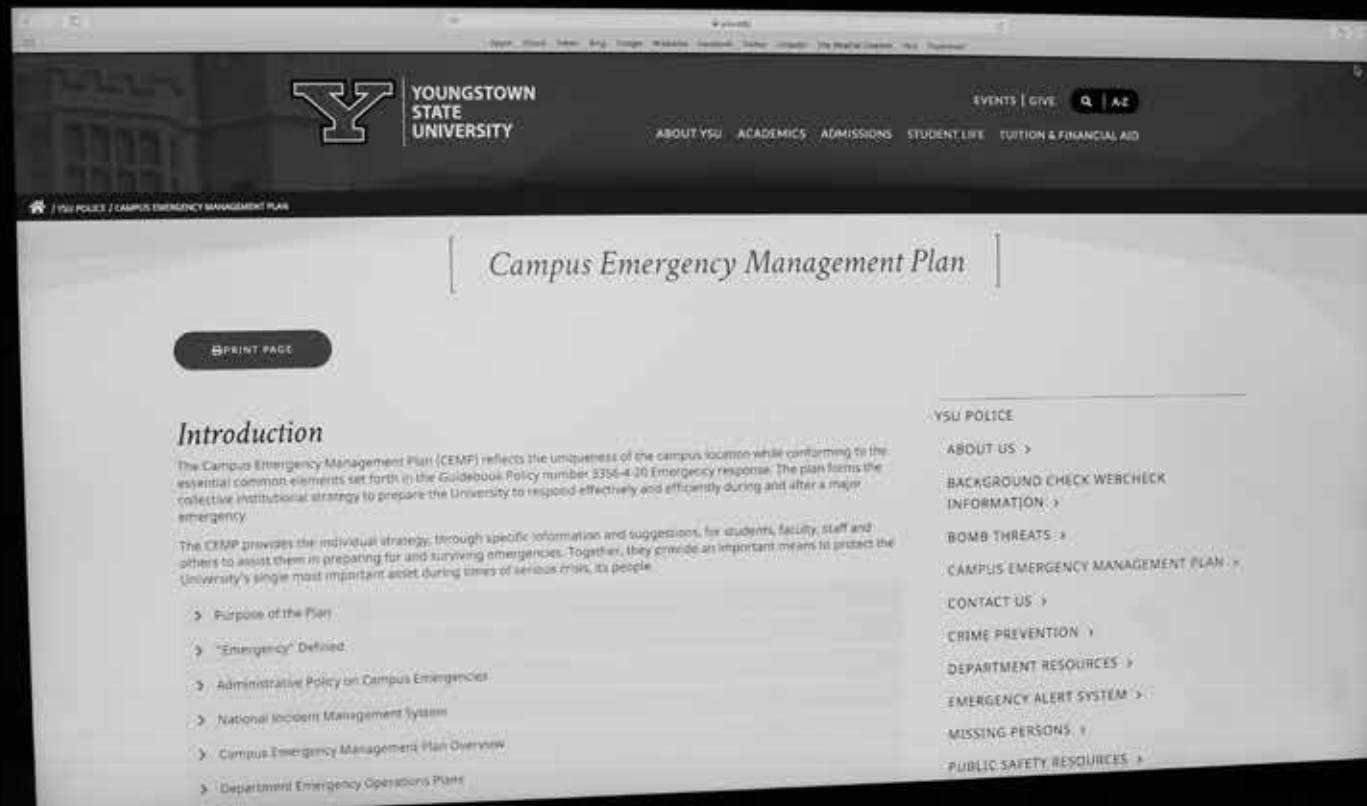 YOUNGSTOWN
STATE
UNIVERSITY
EVENTS | GIVE
A-Z
ABOUT YSU ACADEMICS ADMISSIONS STUDENT LIFE TUITION & FINANCIAL AID
/ YSU POLICE / CAMPUS EMERGENCY MANAGEMENT PLAN
Campus Emergency Management Plan
PRINT PAGE
Introduction
The Campus Emergency Management Plan (CEMP) reflects the uniqueness of the campus location while conforming to the
essential common elements set forth in the Guidebook Policy number 3356-4-20 Emergency response. The plan forms the
collective institutional strategy to prepare the University to respond effectively and efficiently during and after a major
emergency.
The CEMP provides the individual strategy, through specific information and suggestions, for students, faculty, staff and
others to assist them in preparing for and surviving emergencies. Together, they provide an important means to protect the
University's single most important asset during times of serious crisis, its people.
> Purpose of the Plan
> "Emergency" Defined
> Administrative Policy on Campus Emergencies
> National Incident Management System
> Campus Emergency Management Plan Overview
> Department Emergency Operations Plans
YSU POLICE
ABOUT US >
BACKGROUND CHECK WEBCHECK
INFORMATION >
BOMB THREATS >
CAMPUS EMERGENCY MANAGEMENT PLAN >
CONTACT US >
CRIME PREVENTION >
DEPARTMENT RESOURCES >
EMERGENCY ALERT SYSTEM >
MISSING PERSONS >
PUBLIC SAFETY RESOURCES >